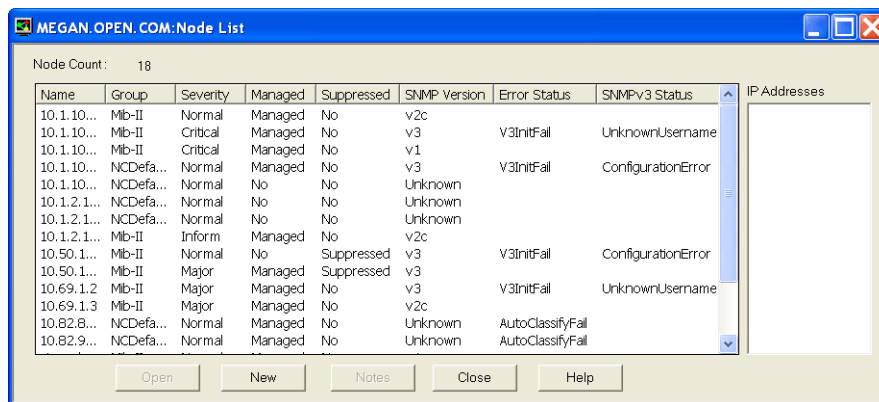 MEGAN.OPEN.COM:Node List
Node Count: 18
Name Group Severity Managed Suppressed SNMP Version Error Status SNMPv3 Status IP Addresses
10.1.10... Mib-II Normal Managed No v2c
10.1.10... Mib-II Critical Managed No v3 V3InitFail UnknownUsername
10.1.10... Mib-II Critical Managed No v1
10.1.10... NCDefa... Normal Managed No v3 V3InitFail ConfigurationError
10.1.10... NCDefa... Normal No No Unknown
10.1.2.1... NCDefa... Normal No No Unknown
10.1.2.1... NCDefa... Normal No No Unknown
10.1.2.1... Mib-II Inform Managed No v2c
10.50.1... Mib-II Normal No Suppressed v3 V3InitFail ConfigurationError
10.50.1... Mib-II Major Managed Suppressed v3
10.69.1.2 Mib-II Major Managed No v3 V3InitFail UnknownUsername
10.69.1.3 Mib-II Major Managed No v2c
10.82.8... NCDefa... Normal Managed No Unknown AutoClassifyFail
10.82.9... NCDefa... Normal Managed No Unknown AutoClassifyFail
Open New Notes Close Help